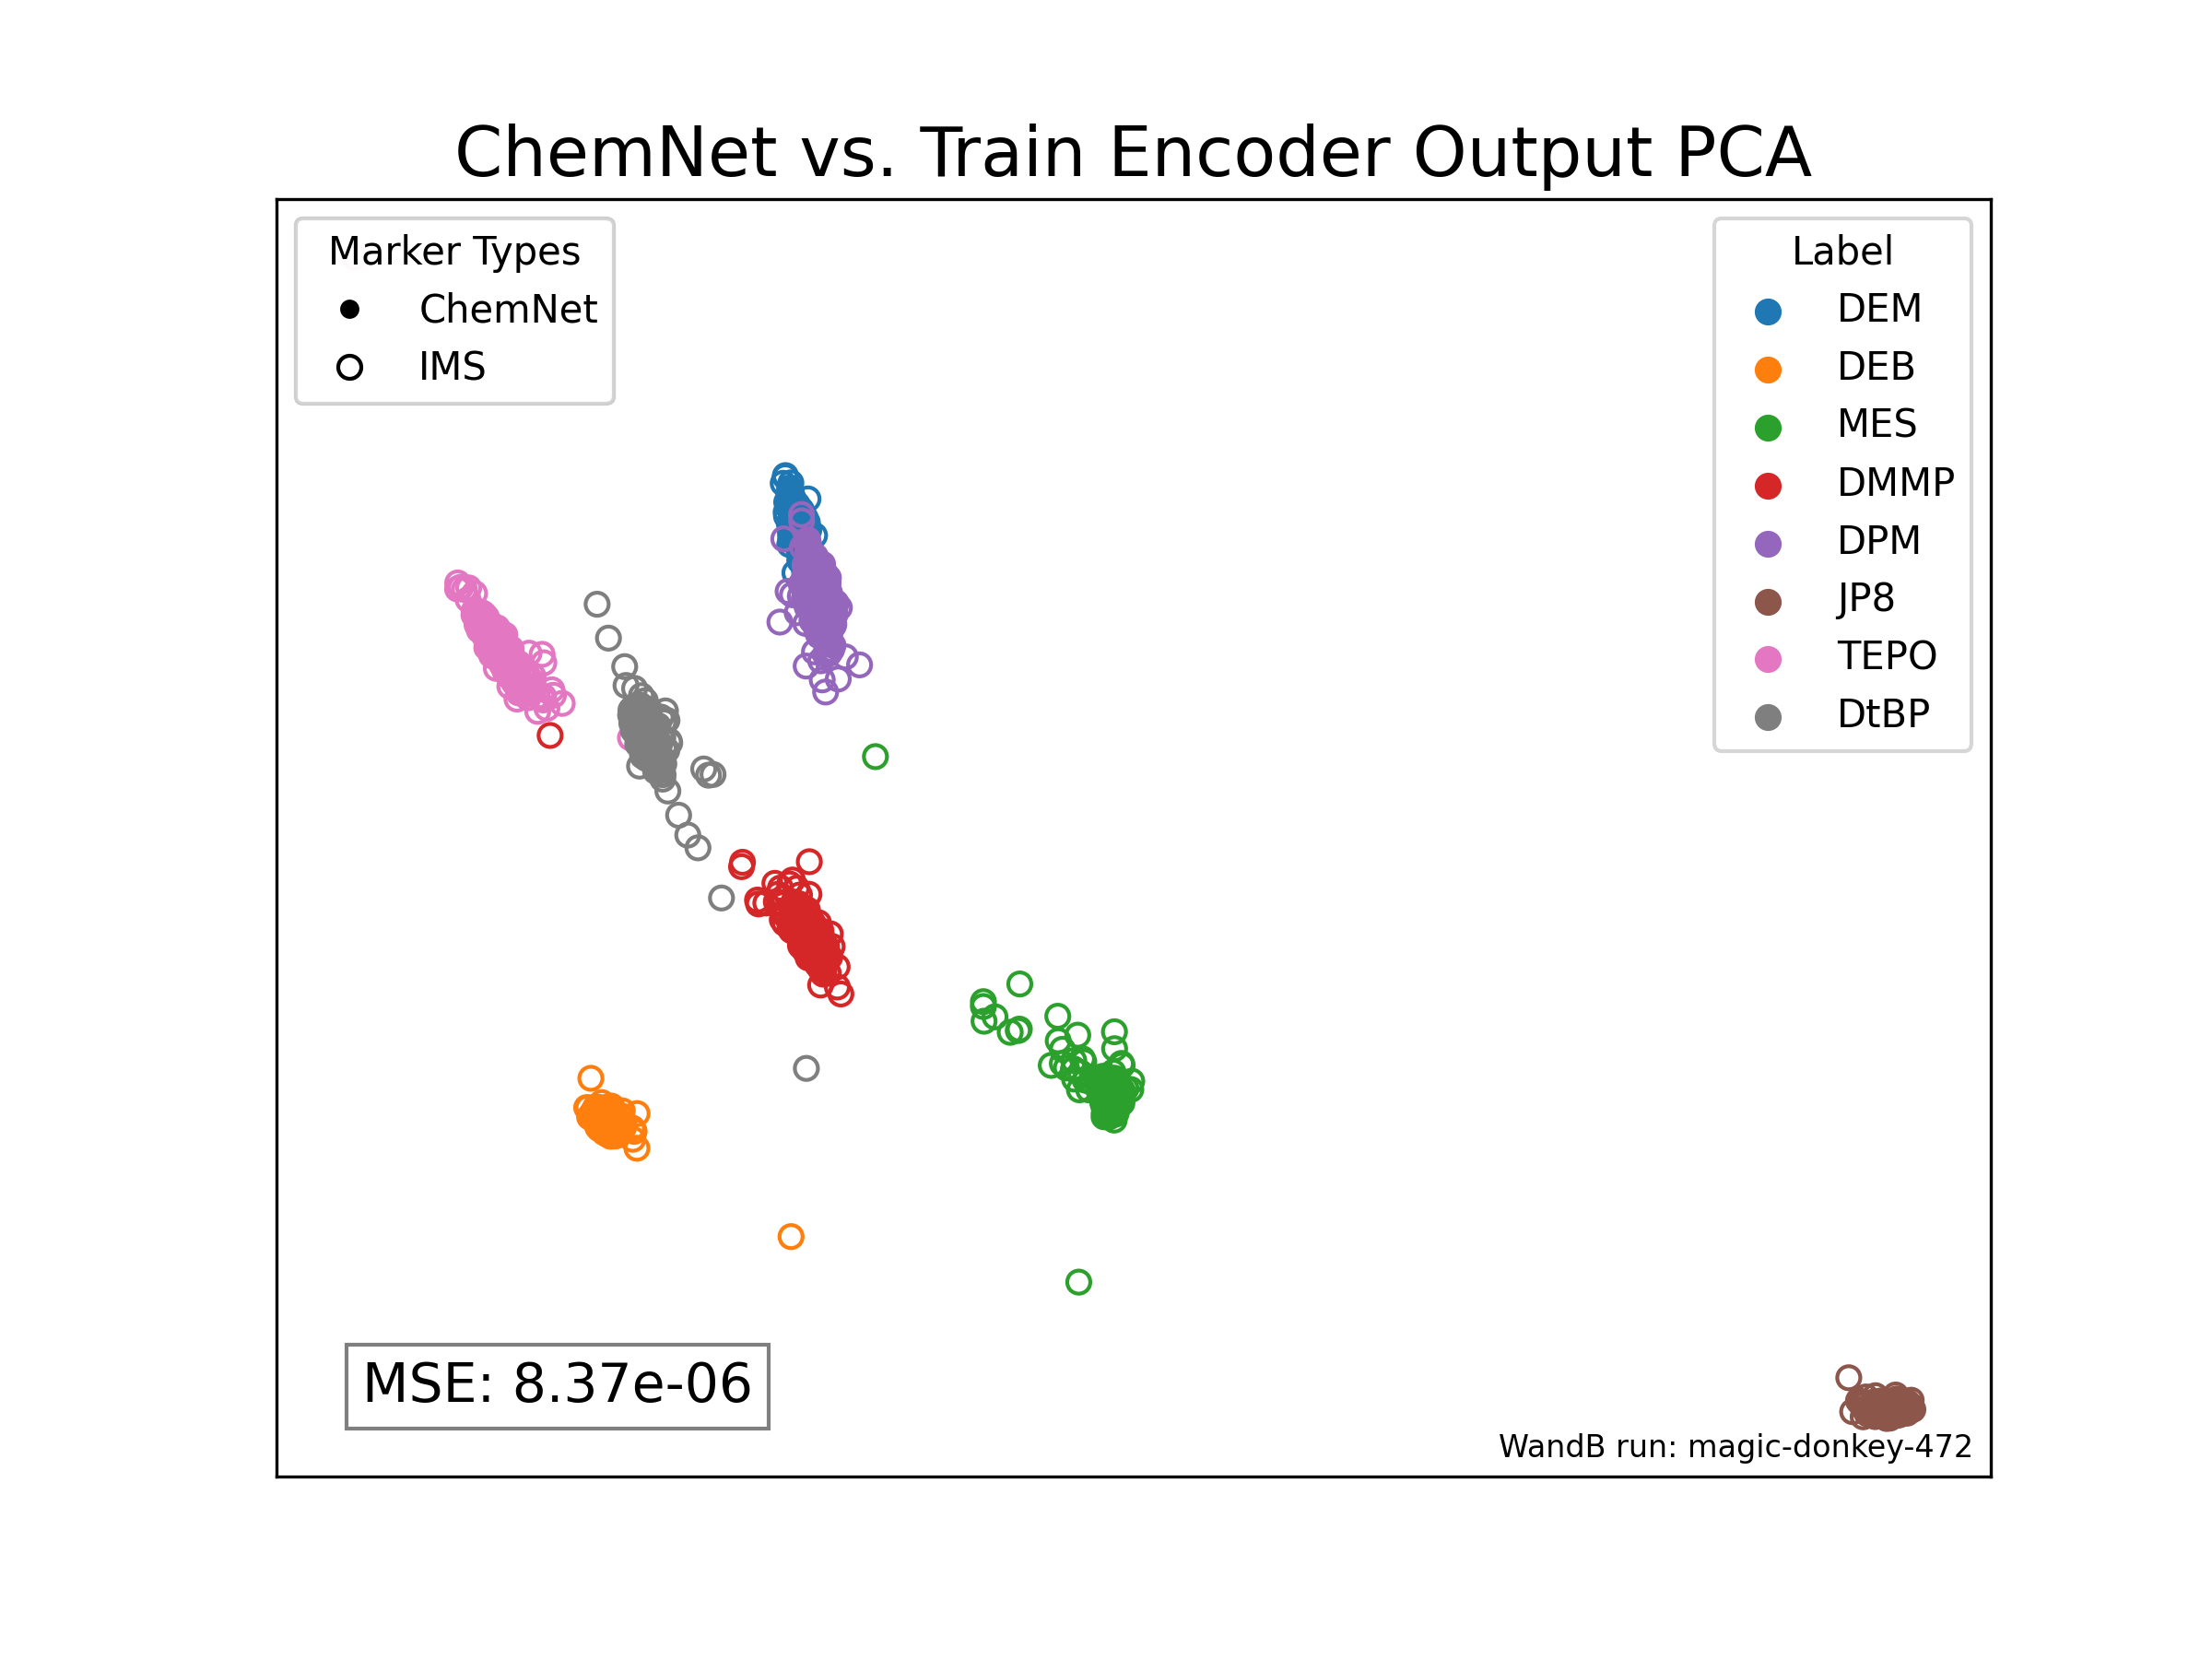 ChemNet vs. Train Encoder Output PCA
Marker Types
ChemNet
IMS
Label
DEM
DEB
MES
DMMP
DPM
JP8
TEPO
DtBP
MSE: 8.37e-06
WandB run: magic-donkey-472